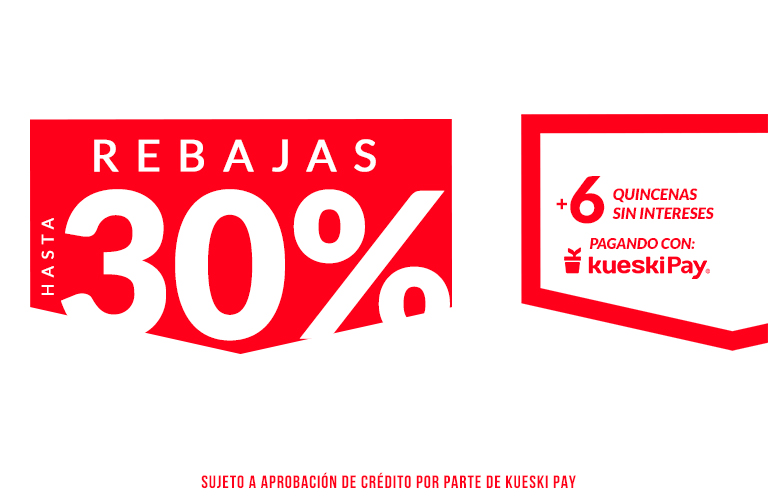 REBAJAS
HASTA
30%
+6 QUINCENAS
SIN INTERESES
PAGANDO CON:
kueskiPay®
SUJETO A APROBACIÓN DE CRÉDITO POR PARTE DE KUESKI PAY